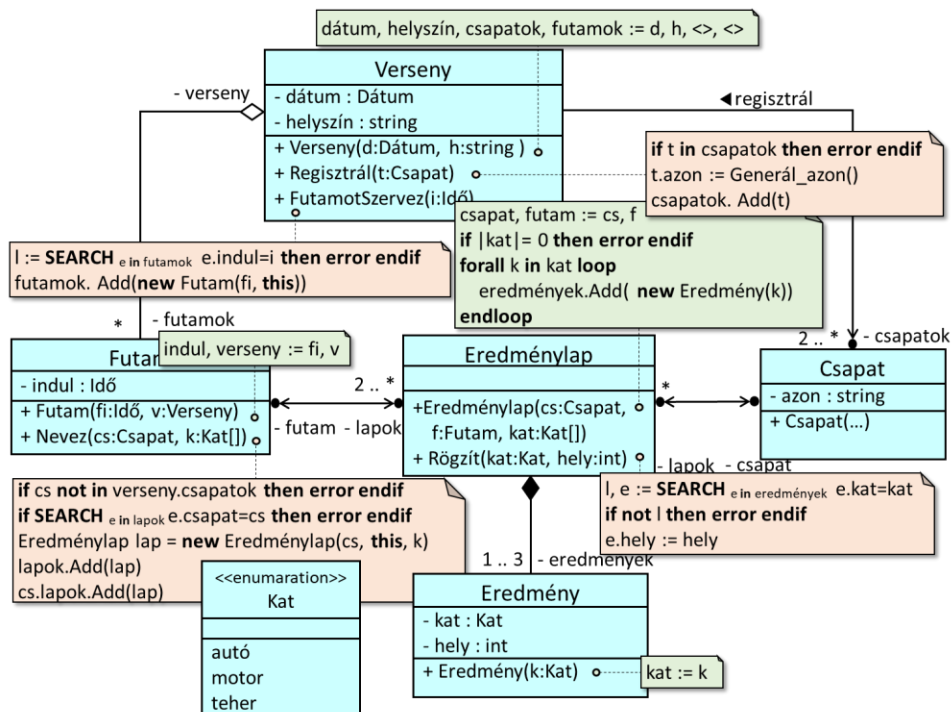 dátum, helyszín, csapatok, futamok := d, h, <>, <>
Verseny
- dátum : Dátum
- helyszín : string
+ Verseny(d:Dátum, h:string )
+ Regisztrál(t:Csapat)
+ FutamotSzervez(i:Idő)
- verseny
◄regisztrál
if t in csapatok then error endif
t.azon := Generál_azon()
csapatok. Add(t)
csapat, futam := cs, f
if |kat|= 0 then error endif
forall k in kat loop
eredmények.Add( new Eredmény(k))
endloop
l := SEARCH e in futamok e.indul=i then error endif
futamok. Add(new Futam(fi, this))
* - futamok
2 .. * - csapatok
indul, verseny := fi, v
Futam
- indul : Idő
+ Futam(fi:Idő, v:Verseny)
+ Nevez(cs:Csapat, k:Kat[])
2 .. *
- futam - lapok
Eredménylap
+Eredménylap(cs:Csapat,
f:Futam, kat:Kat[])
+ Rögzít(kat:Kat, hely:int)
*
- lapok - csapat
Csapat
- azon : string
+ Csapat(...)
if cs not in verseny.csapatok then error endif
if SEARCH e in lapok e.csapat=cs then error endif
Eredménylap lap = new Eredménylap(cs, this, k)
lapok.Add(lap)
cs.lapok.Add(lap)
l, e := SEARCH e in eredmények e.kat=kat
if not l then error endif
e.hely := hely
1 .. 3 - eredmények
<<enumaration>>
Kat
autó
motor
teher
Eredmény
- kat : Kat
- hely : int
+ Eredmény(k:Kat)
kat := k